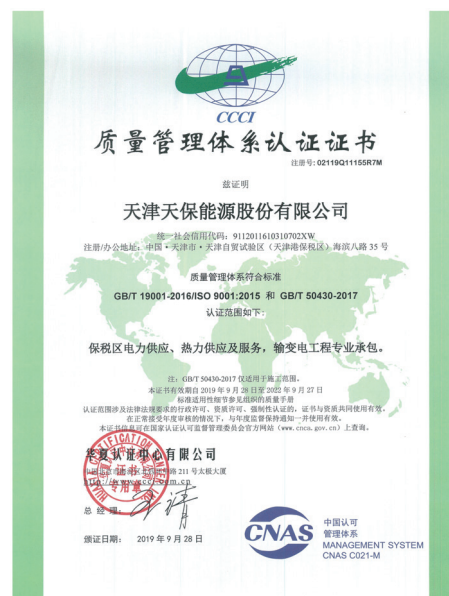 CCCI
质量管理体系认证证书
注册号: 02119Q11155R7M
兹证明
天津天保能源股份有限公司
统一社会信用代码: 9112011610310702XW
注册/办公地址: 中国·天津市·天津自贸试验区（天津港保税区）海滨八路 35 号
质量管理体系符合标准
GB/T 19001-2016/ISO 9001:2015 和 GB/T 50430-2017
认证范围如下:
保税区电力供应、热力供应及服务，输变电工程专业承包。
注: GB/T 50430-2017 仅适用于施工范围。
本证书有效期自 2019 年 9 月 28 日至 2022 年 9 月 27 日
标准适用性细节参见组织的质量手册
认证范围涉及法律法规要求的行政许可、资质许可、强制性认证的，证书与资质共同使用有效。
在正常接受年度审核的情况下，与年度监督保持通知一并使用有效。
本证书信息可在国家认证认可监督管理委员会官方网站（www.cnca.gov.cn）上查询。
华夏认证中心有限公司
211 号太极大厦
总经理:
颁证日期: 2019 年 9 月 28 日
证书
专用章
CNAS
中国认可
管理体系
MANAGEMENT SYSTEM
CNAS C021-M